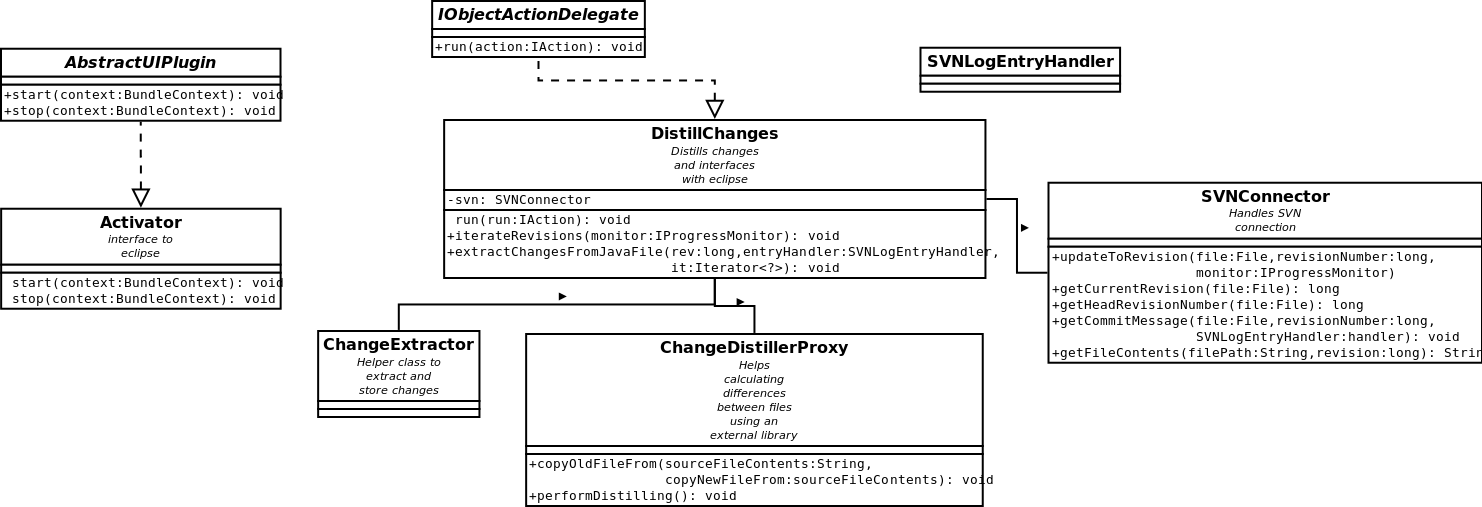 IObjectActionDelegate
+run(action:IAction): void
AbstractUIPlugin
+start(context:BundleContext): void
+stop(context:BundleContext): void
SVNLogEntryHandler
DistillChanges
Distills changes
and interfaces
with eclipse
-svn: SVNConnector
run(run:IAction): void
+iterateRevisions(monitor:IProgressMonitor): void
+extractChangesFromJavaFile(rev:long,entryHandler:SVNLogEntryHandler,
it:Iterator<?>): void
Activator
interface to
eclipse
start(context:BundleContext): void
stop(context:BundleContext): void
SVNConnector
Handles SVN
connection
+updateToRevision(file:File,revisionNumber:long,
monitor:IProgressMonitor)
+getCurrentRevision(file:File): long
+getHeadRevisionNumber(file:File): long
+getCommitMessage(file:File,revisionNumber:long,
SVNLogEntryHandler:handler): void
+getFileContents(filePath:String,revision:long): Strin
ChangeExtractor
Helper class to
extract and
store changes
ChangeDistillerProxy
Helps
calculating
differences
between files
using an
external library
+copyOldFileFrom(sourceFileContents:String,
copyNewFileFrom:sourceFileContents): void
+performDistilling(): void